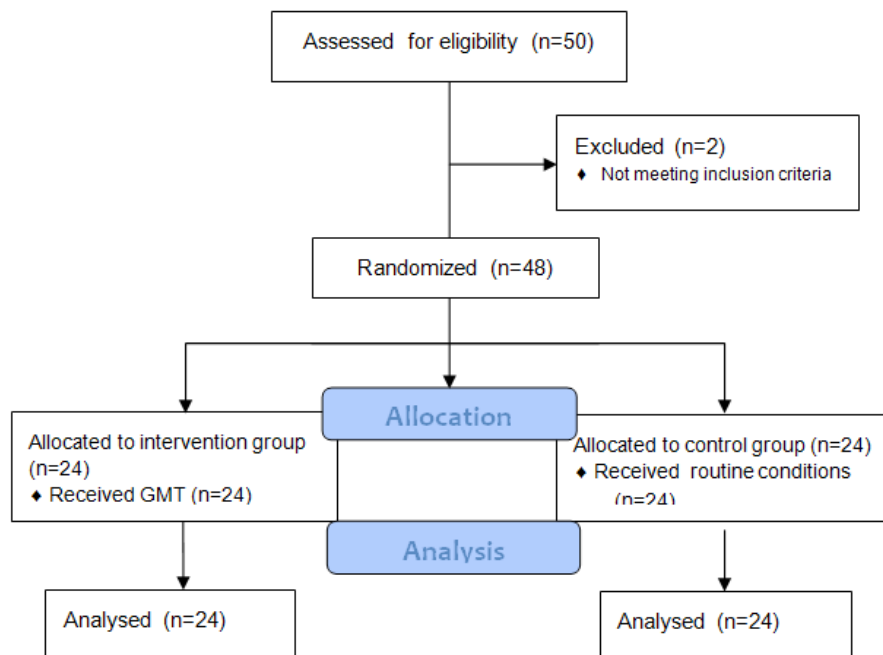 Assessed for eligibility (n=50)
Excluded (n=2)
♦ Not meeting inclusion criteria
Randomized (n=48)
Allocation
Allocated to intervention group
(n=24)
♦ Received GMT (n=24)
Allocated to control group (n=24)
♦ Received routine conditions
(n=24)
Analysis
Analysed (n=24)
Analysed (n=24)